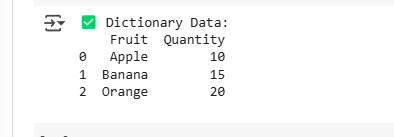 ✅ Dictionary Data:
Fruit Quantity
0 Apple 10
1 Banana 15
2 Orange 20